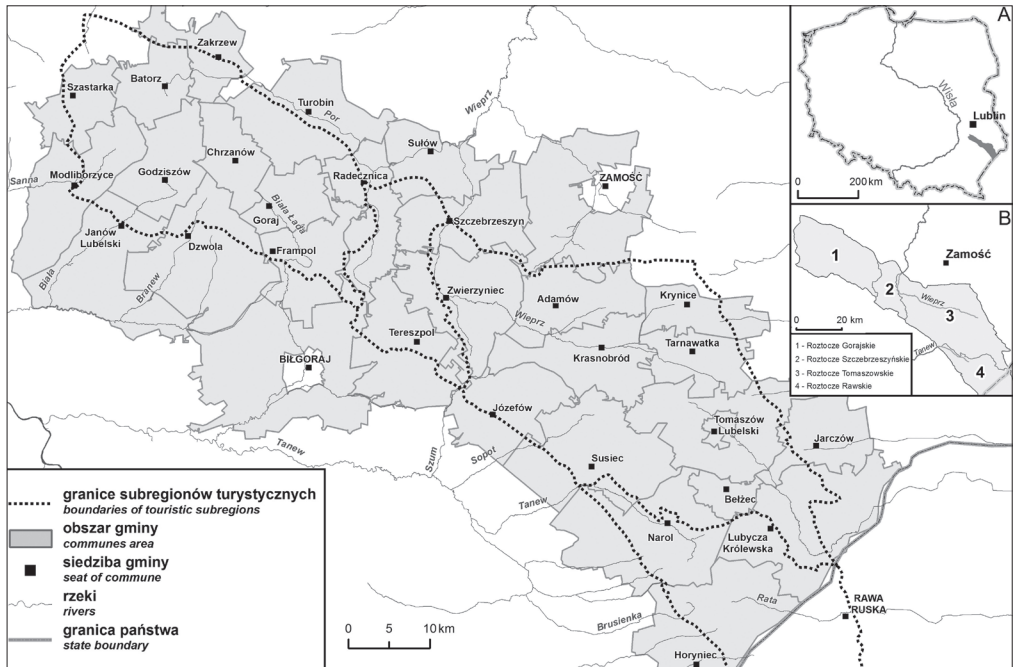 Zakrzew
Batorz
Szastarka
Turobin
Por
Wieprz
Sułów
Chrzanów
Sanna
Modliborzyce
Godziszów
Radecznica
ZAMOŚĆ
Goraj
Biała Łada
Szczebrzeszyn
Janów
Lubelski
Dzwola
Frampol
Biała
Branew
Zwierzyniec
Adamów
Krynice
Wieprz
Tereszpol
Krasnobród
Tarnawatka
BIŁGORAJ
Józefów
Tomaszów
Lubelski
Jarczów
Tanew
Szum
Sopot
Susiec
Bełżec
Tanew
Narol
Lubycza
Królewska
Rata
RAWA
RUSKA
Brusienka
Horyniec
0 5 10 km
granice subregionów turystycznych
boundaries of touristic subregions
obszar gminy
communes area
siedziba gminy
seat of commune
rzeki
rivers
granica państwa
state boundary
A
Wisła
Lublin
0 200 km
B
Zamość
1
2
Wieprz
3
0 20 km
Tanew
4
1 - Roztocze Gorajskie
2 - Roztocze Szczebrzeszyńskie
3 - Roztocze Tomaszowskie
4 - Roztocze Rawskie